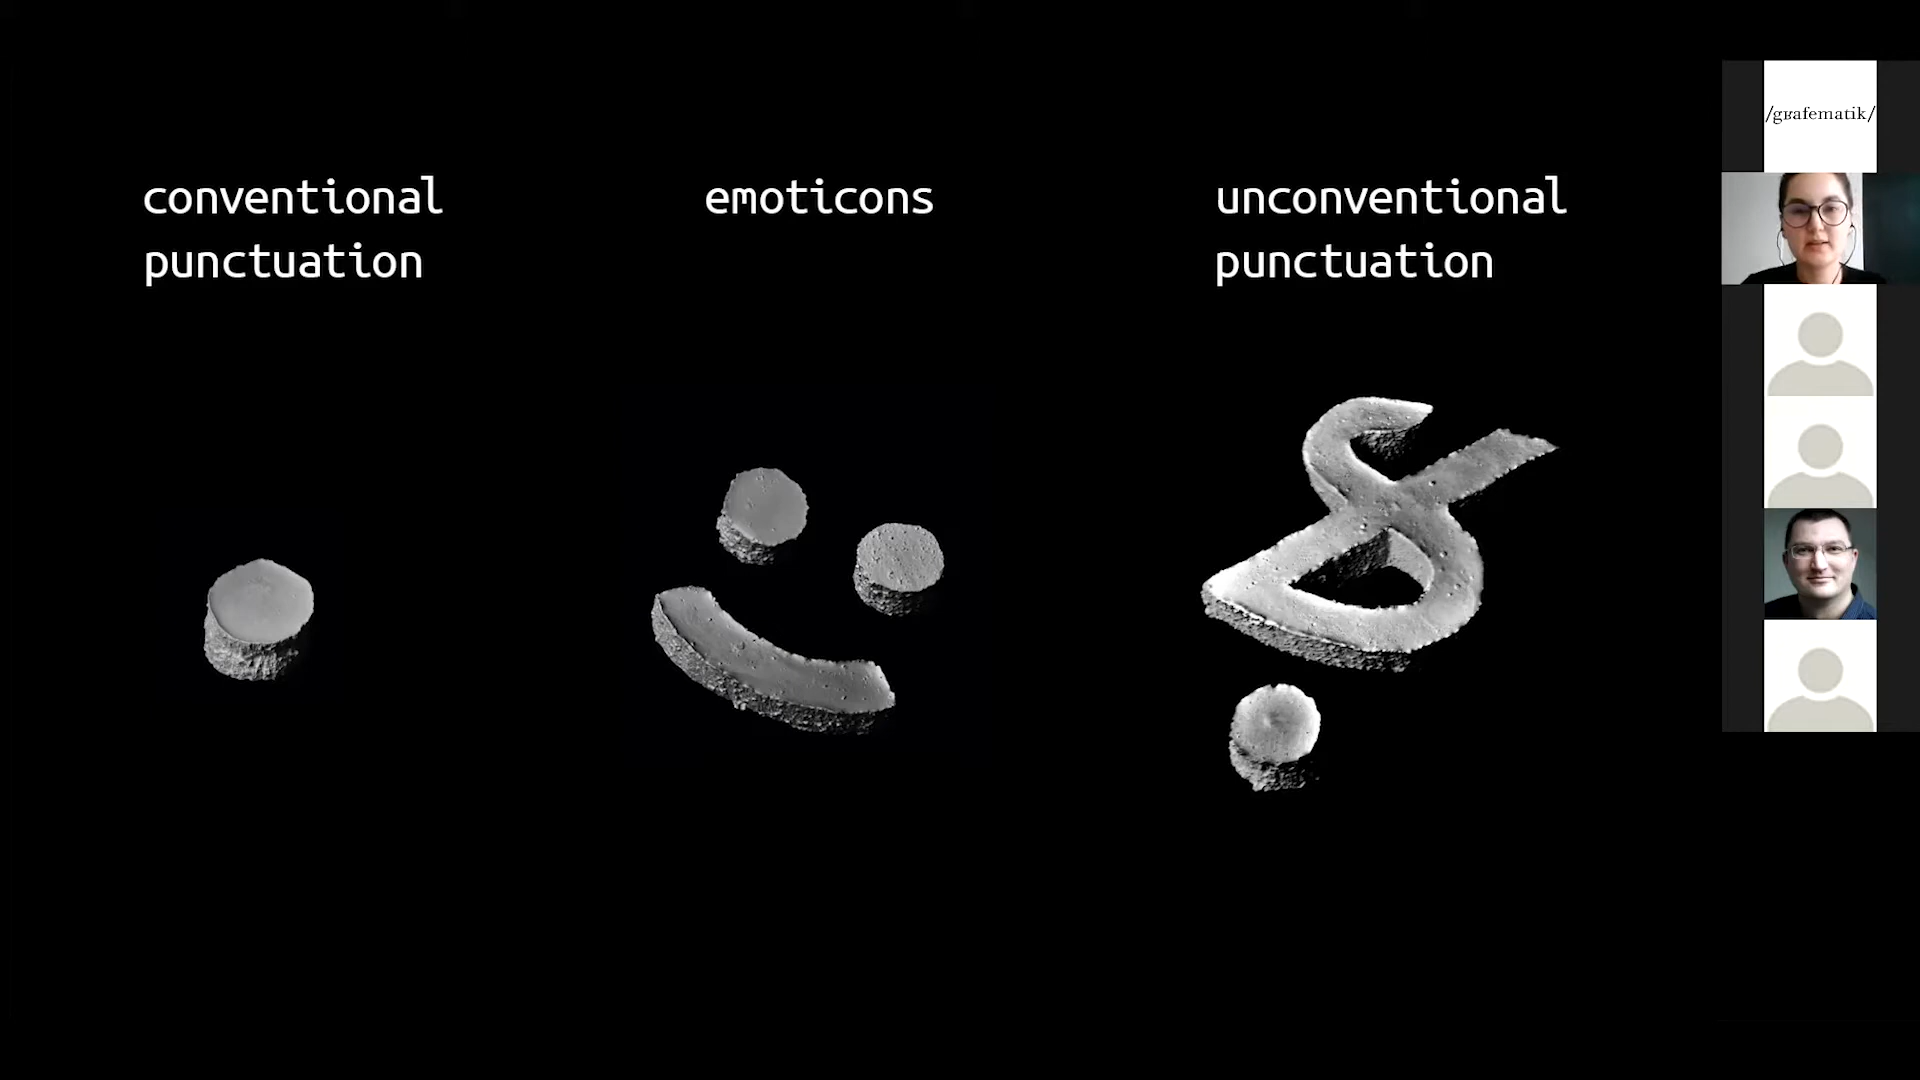 conventional
punctuation
emoticons
unconventional
punctuation
/gʁafematik/